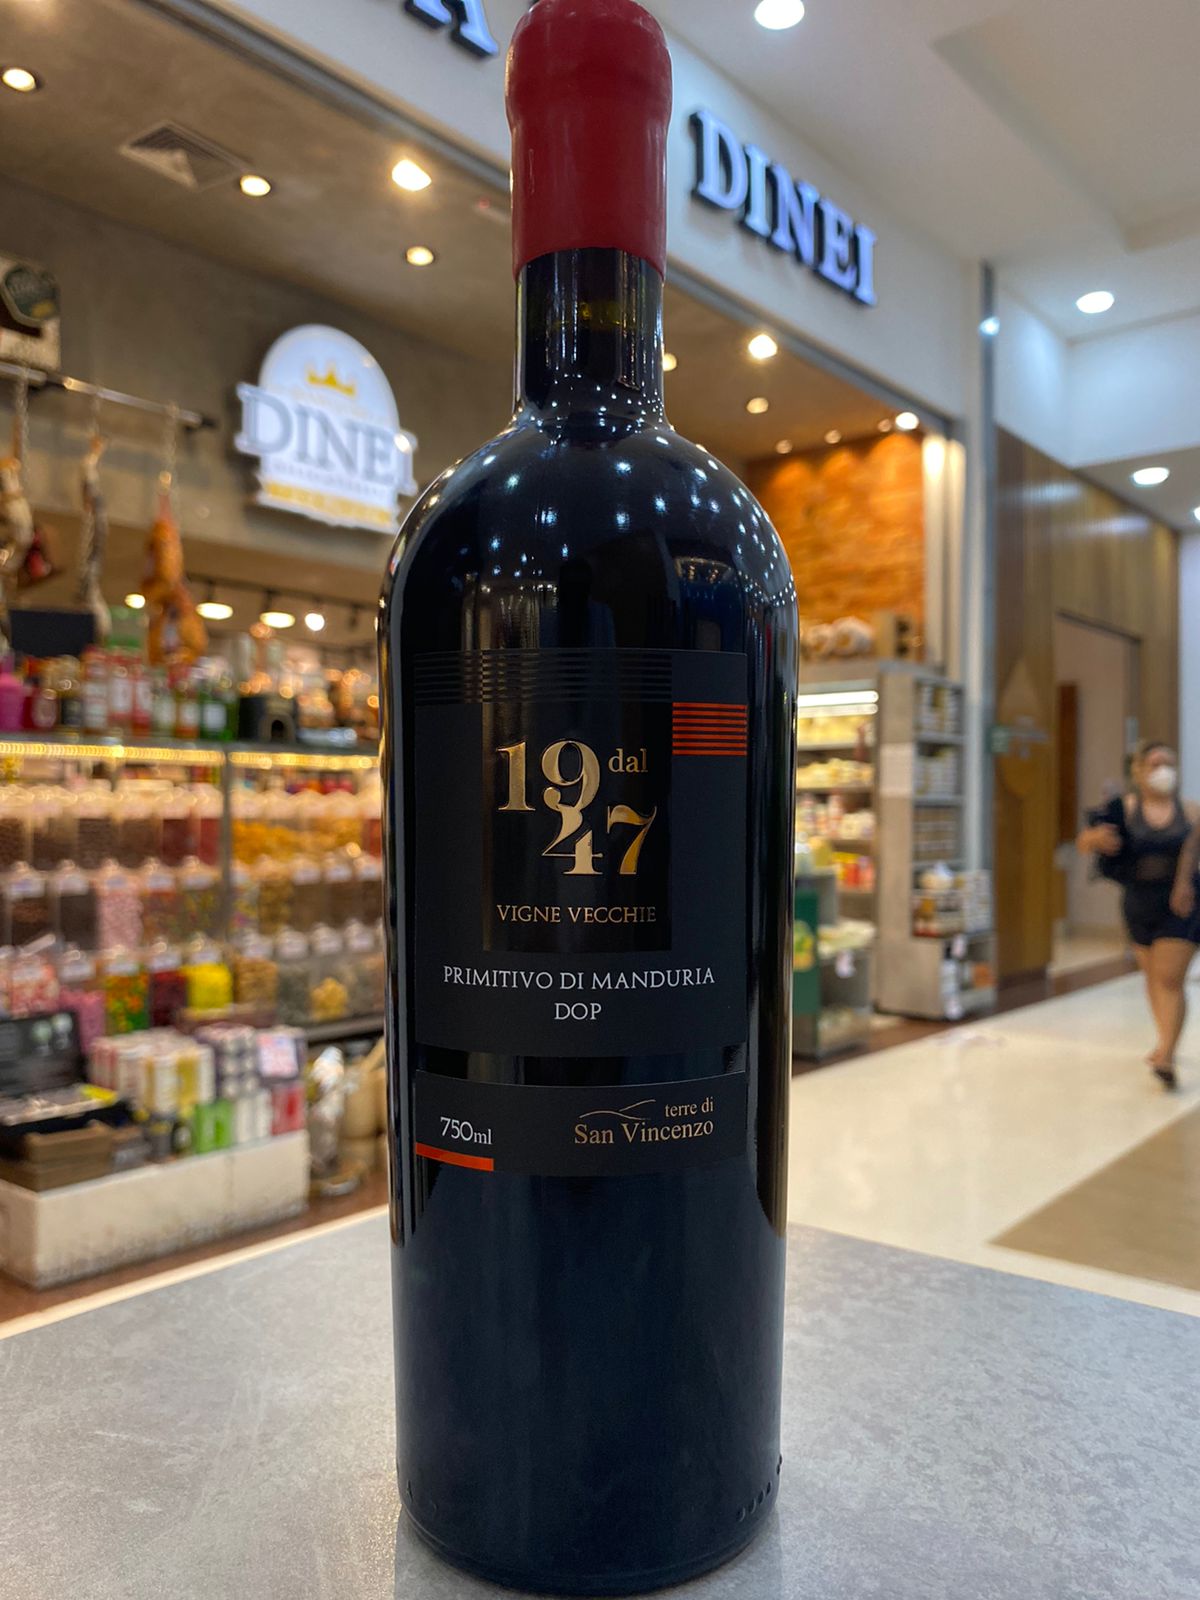 A
DINEI
DINEI
19 dal
47
VIGNE VECCHIE
PRIMITIVO DI MANDURIA
DOP
750ml
terre di
San Vincenzo